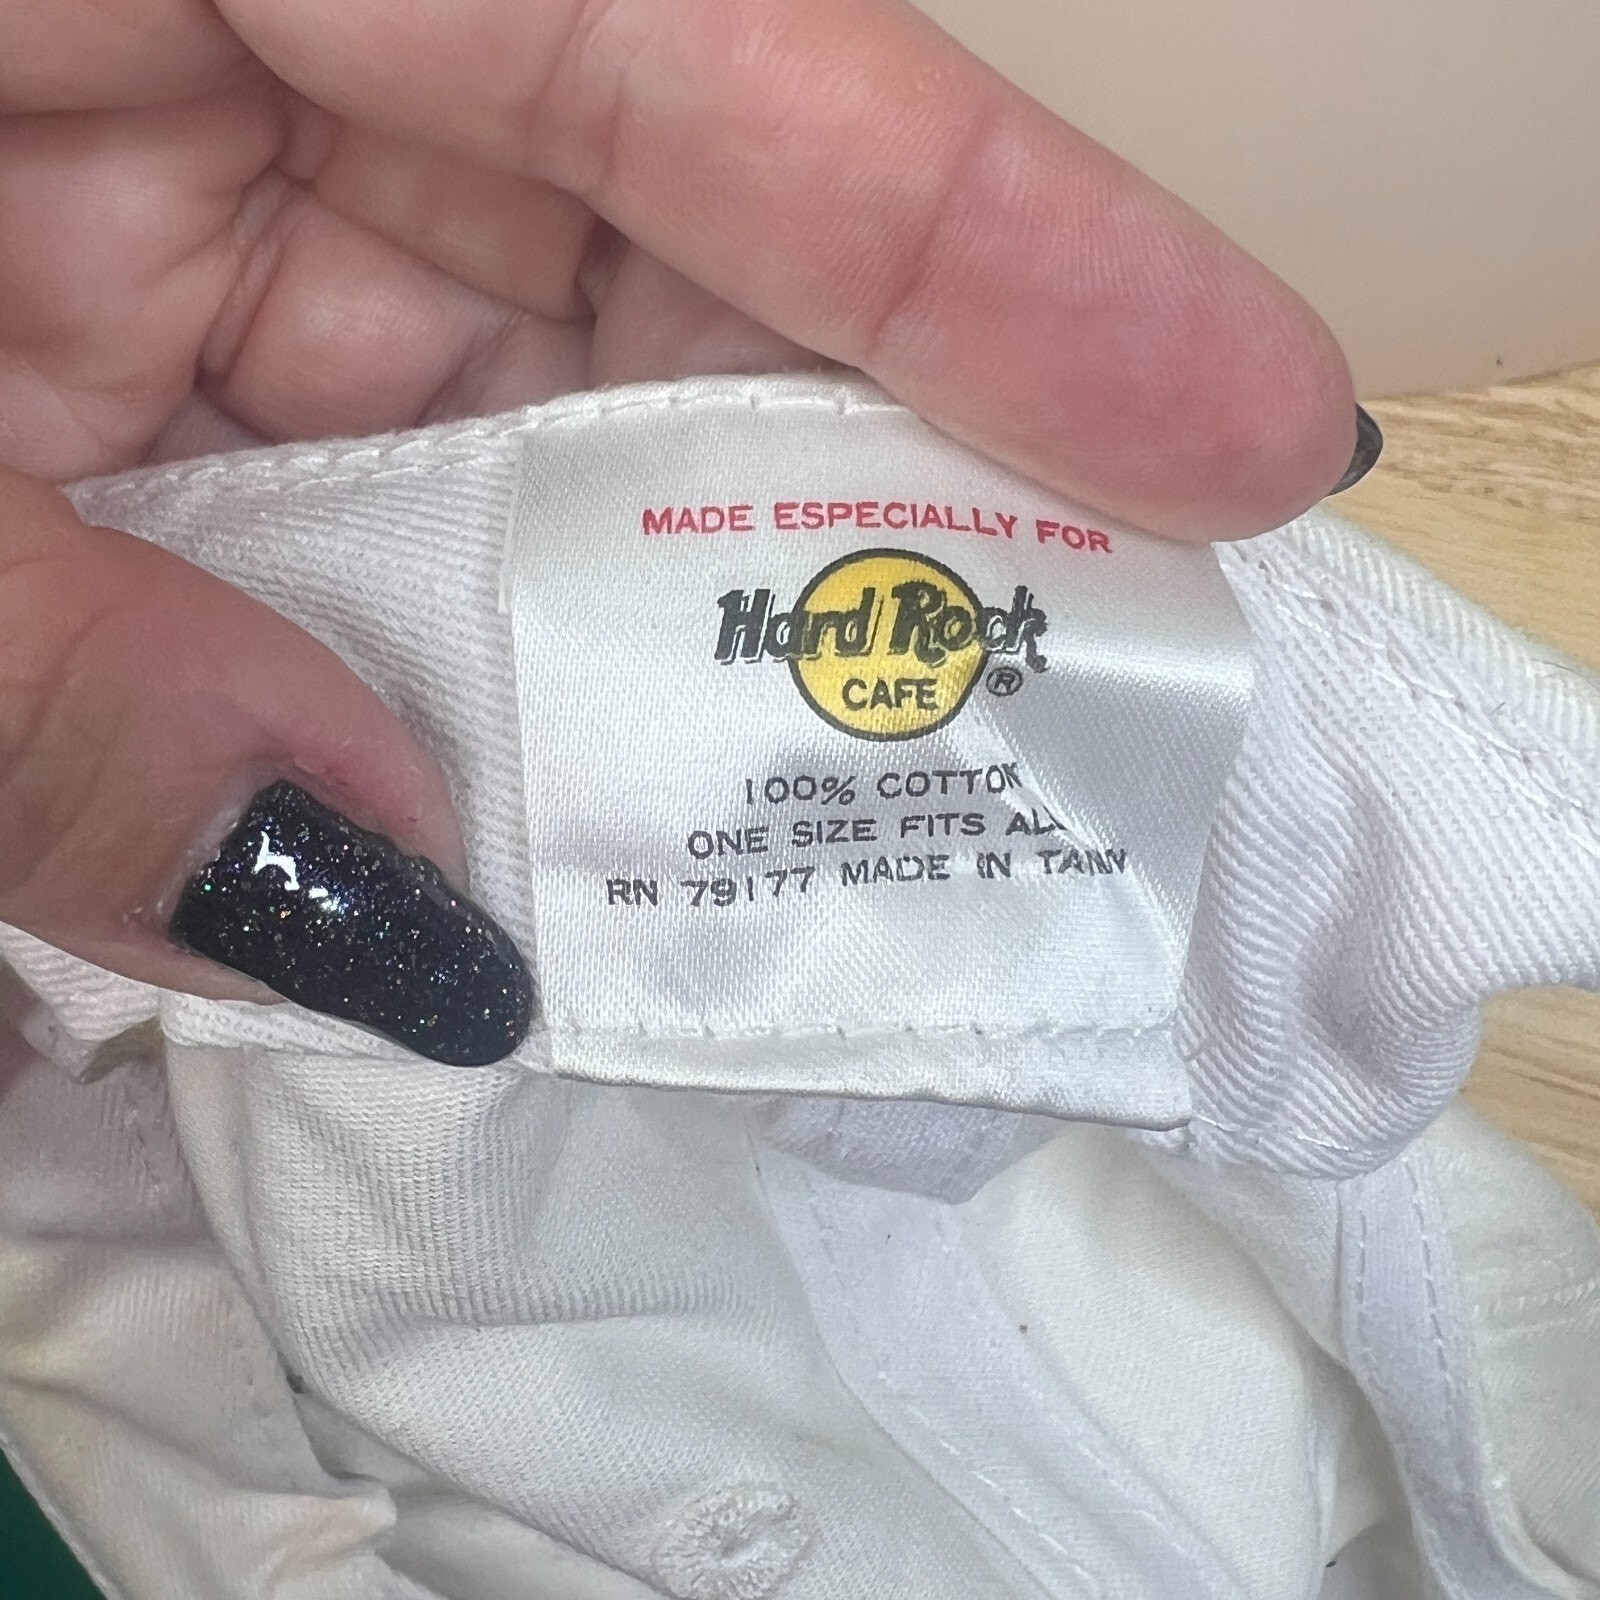 MADE ESPECIALLY FOR
Hard Rock
CAFE ®
100% COTTON
ONE SIZE FITS ALL
RN 79177 MADE IN